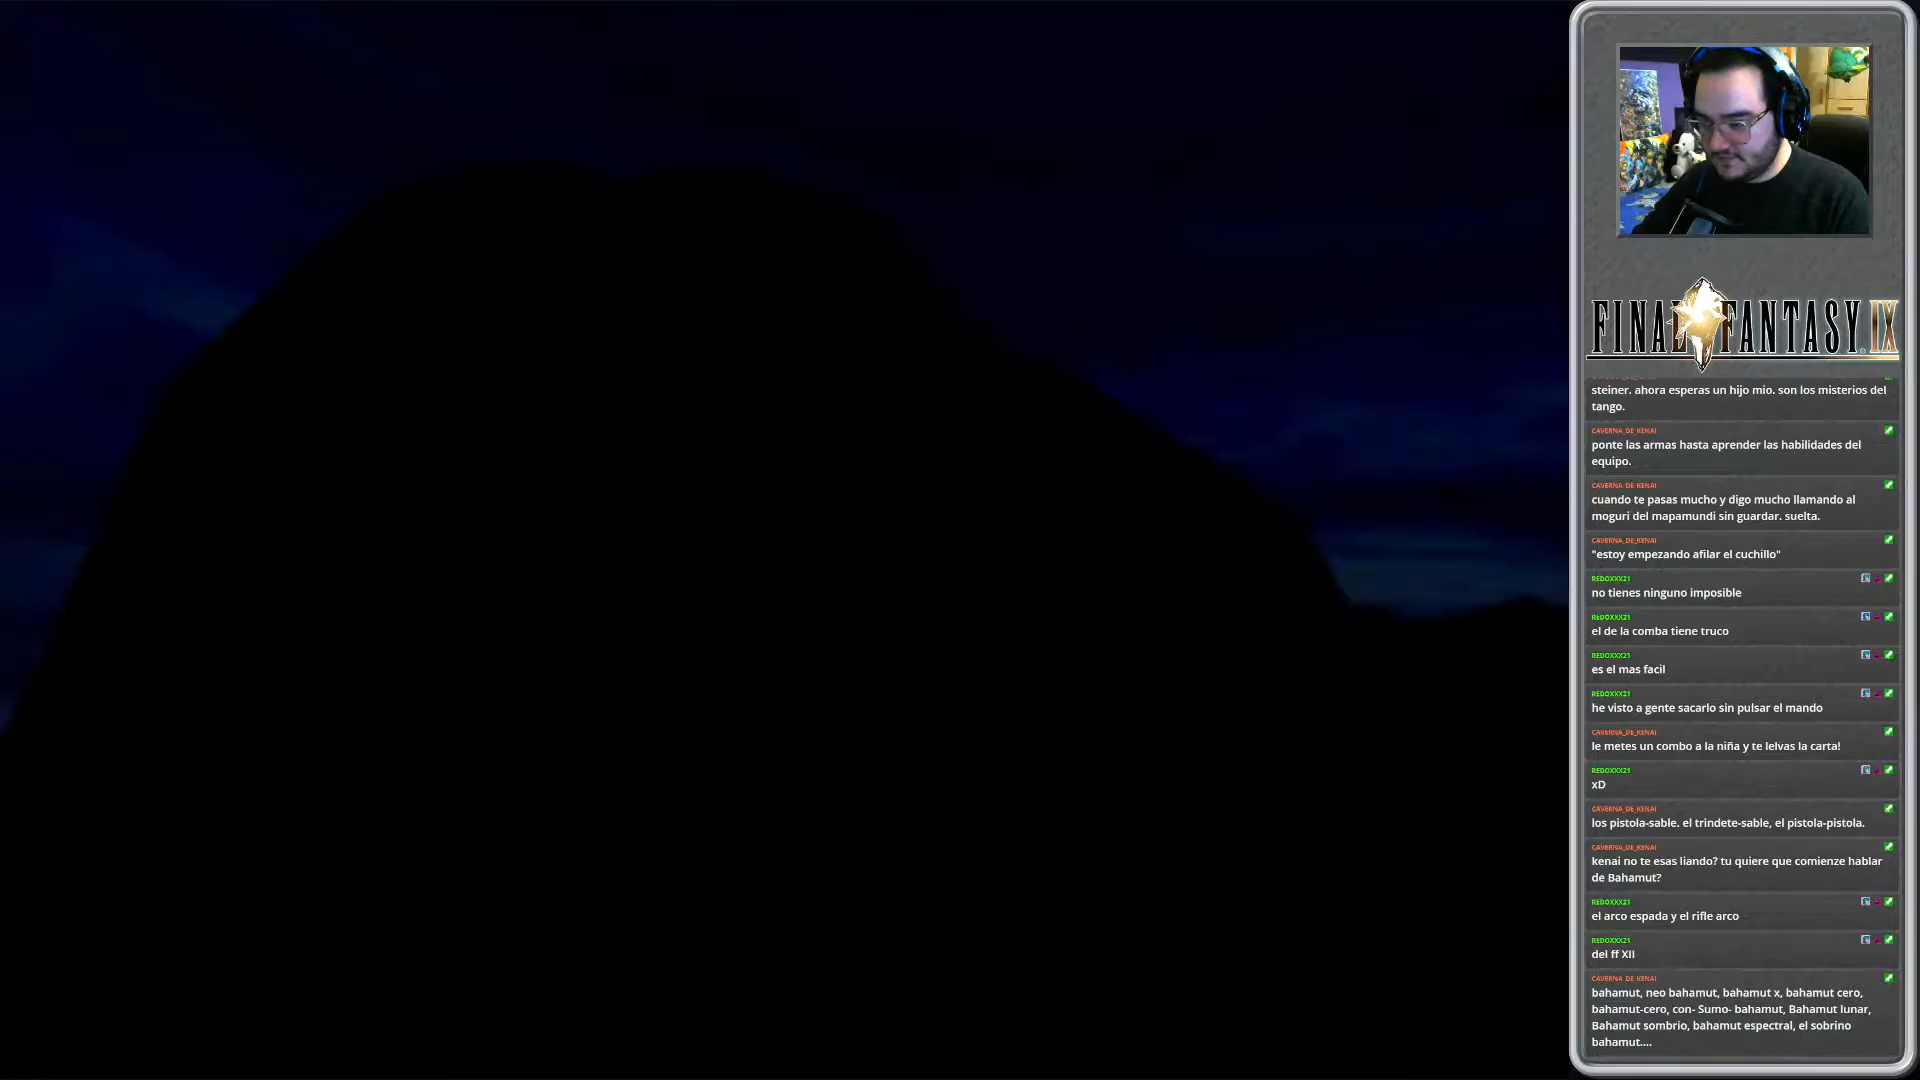 FINAL FANTASY IX
steiner. ahora esperas un hijo mio. son los misterios del
tango.
CAVERNA_DE_KENAI
ponte las armas hasta aprender las habilidades del
equipo.
CAVERNA_DE_KENAI
cuando te pasas mucho y digo mucho llamando al
moguri del mapamundi sin guardar. suelta.
CAVERNA_DE_KENAI
"estoy empezando afilar el cuchillo"
REDOXXX21
no tienes ninguno imposible
REDOXXX21
el de la comba tiene truco
REDOXXX21
es el mas facil
REDOXXX21
he visto a gente sacarlo sin pulsar el mando
CAVERNA_DE_KENAI
le metes un combo a la niña y te lelvas la carta!
REDOXXX21
xD
CAVERNA_DE_KENAI
los pistola-sable. el trindete-sable, el pistola-pistola.
CAVERNA_DE_KENAI
kenai no te esas liando? tu quiere que comienze hablar
de Bahamut?
REDOXXX21
el arco espada y el rifle arco
REDOXXX21
del ff XII
CAVERNA_DE_KENAI
bahamut, neo bahamut, bahamut x, bahamut cero,
bahamut-cero, con- Sumo- bahamut, Bahamut lunar,
Bahamut sombrio, bahamut espectral, el sobrino
bahamut....